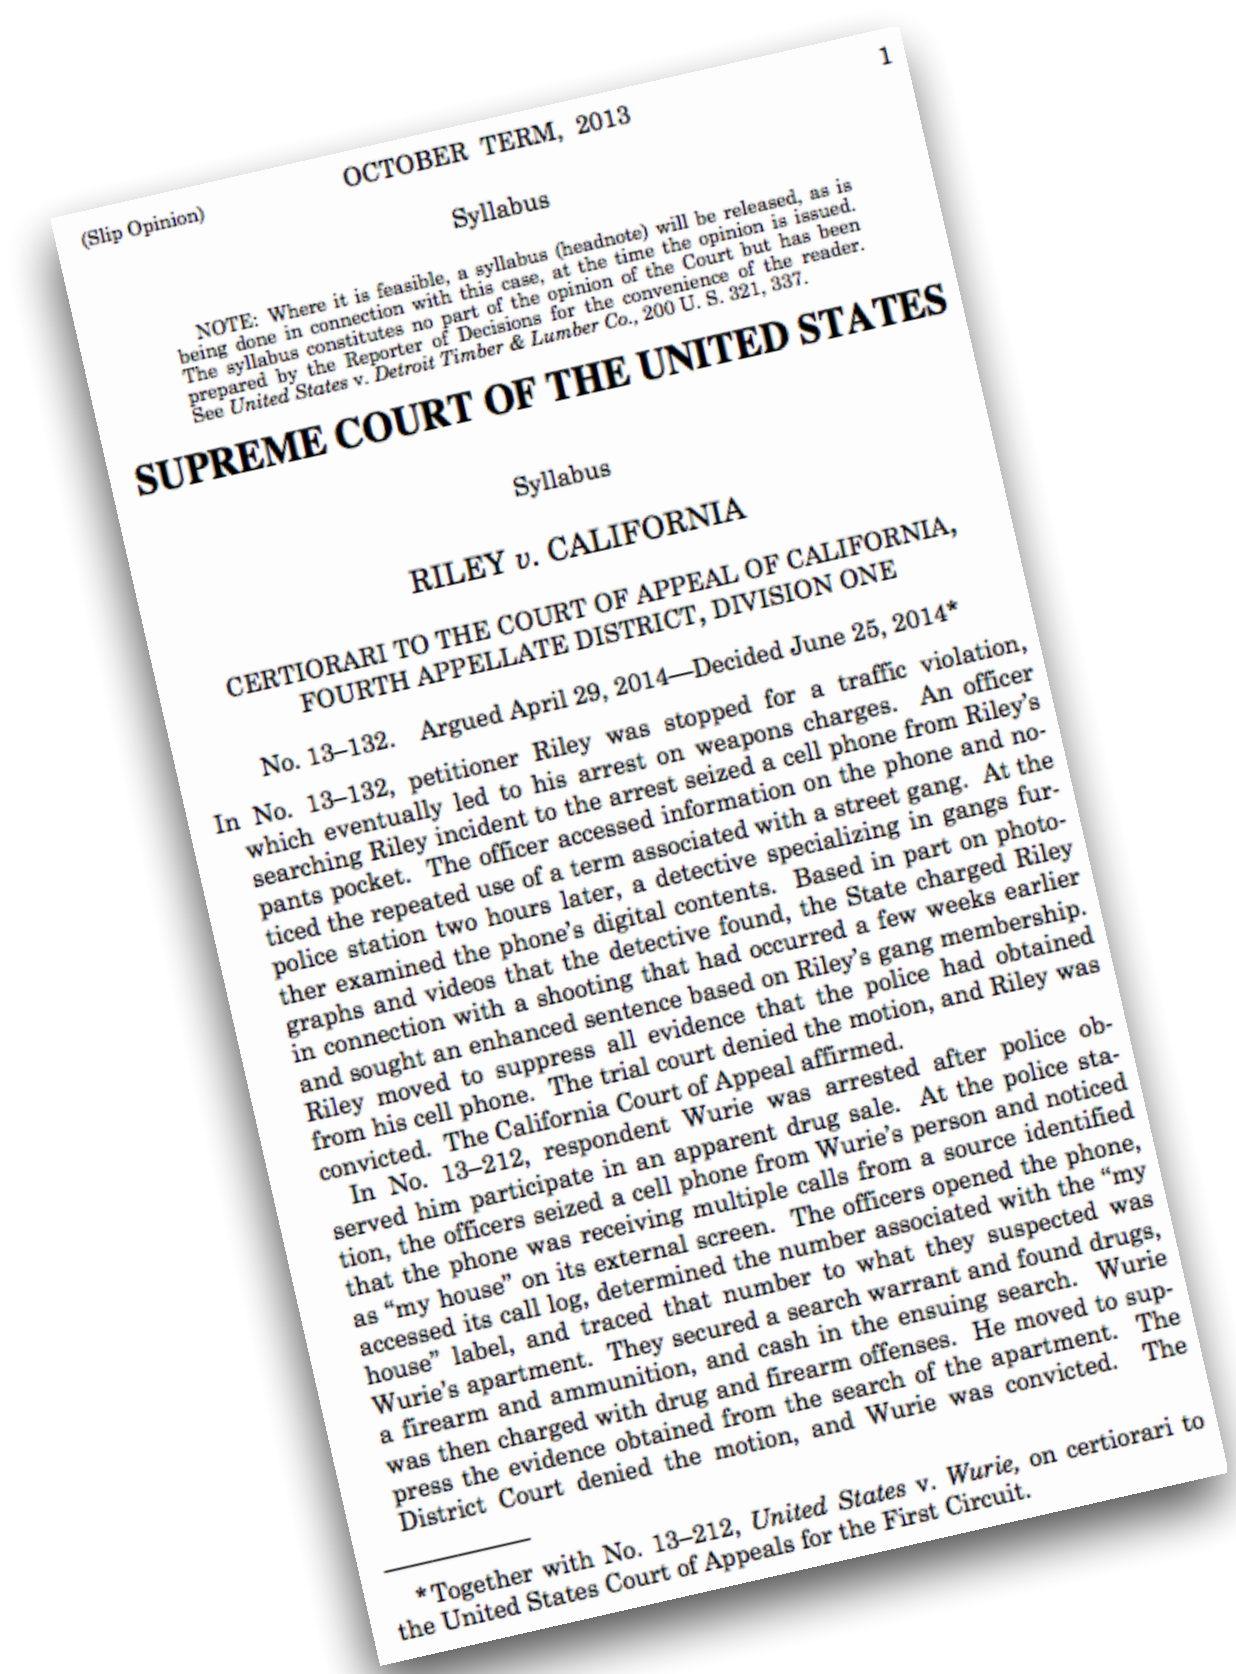 1
OCTOBER TERM, 2013
(Slip Opinion)
Syllabus
NOTE: Where it is feasible, a syllabus (headnote) will be released, as is
being done in connection with this case, at the time the opinion is issued.
The syllabus constitutes no part of the opinion of the Court but has been
prepared by the Reporter of Decisions for the convenience of the reader.
See United States v. Detroit Timber & Lumber Co., 200 U. S. 321, 337.
SUPREME COURT OF THE UNITED STATES
Syllabus
RILEY v. CALIFORNIA
CERTIORARI TO THE COURT OF APPEAL OF CALIFORNIA,
FOURTH APPELLATE DISTRICT, DIVISION ONE
No. 13–132. Argued April 29, 2014—Decided June 25, 2014*
In No. 13–132, petitioner Riley was stopped for a traffic violation,
which eventually led to his arrest on weapons charges. An officer
searching Riley incident to the arrest seized a cell phone from Riley's
pants pocket. The officer accessed information on the phone and no-
ticed the repeated use of a term associated with a street gang. At the
police station two hours later, a detective specializing in gangs fur-
ther examined the phone's digital contents. Based in part on photo-
graphs and videos that the detective found, the State charged Riley
in connection with a shooting that had occurred a few weeks earlier
and sought an enhanced sentence based on Riley's gang membership.
Riley moved to suppress all evidence that the police had obtained
from his cell phone. The trial court denied the motion, and Riley was
convicted. The California Court of Appeal affirmed.
In No. 13–212, respondent Wurie was arrested after police ob-
served him participate in an apparent drug sale. At the police sta-
tion, the officers seized a cell phone from Wurie's person and noticed
that the phone was receiving multiple calls from a source identified
as “my house” on its external screen. The officers opened the phone,
accessed its call log, determined the number associated with the “my
house” label, and traced that number to what they suspected was
Wurie's apartment. They secured a search warrant and found drugs,
a firearm and ammunition, and cash in the ensuing search. Wurie
was then charged with drug and firearm offenses. He moved to sup-
press the evidence obtained from the search of the apartment. The
District Court denied the motion, and Wurie was convicted. The
*Together with No. 13–212, United States v. Wurie, on certiorari to
the United States Court of Appeals for the First Circuit.